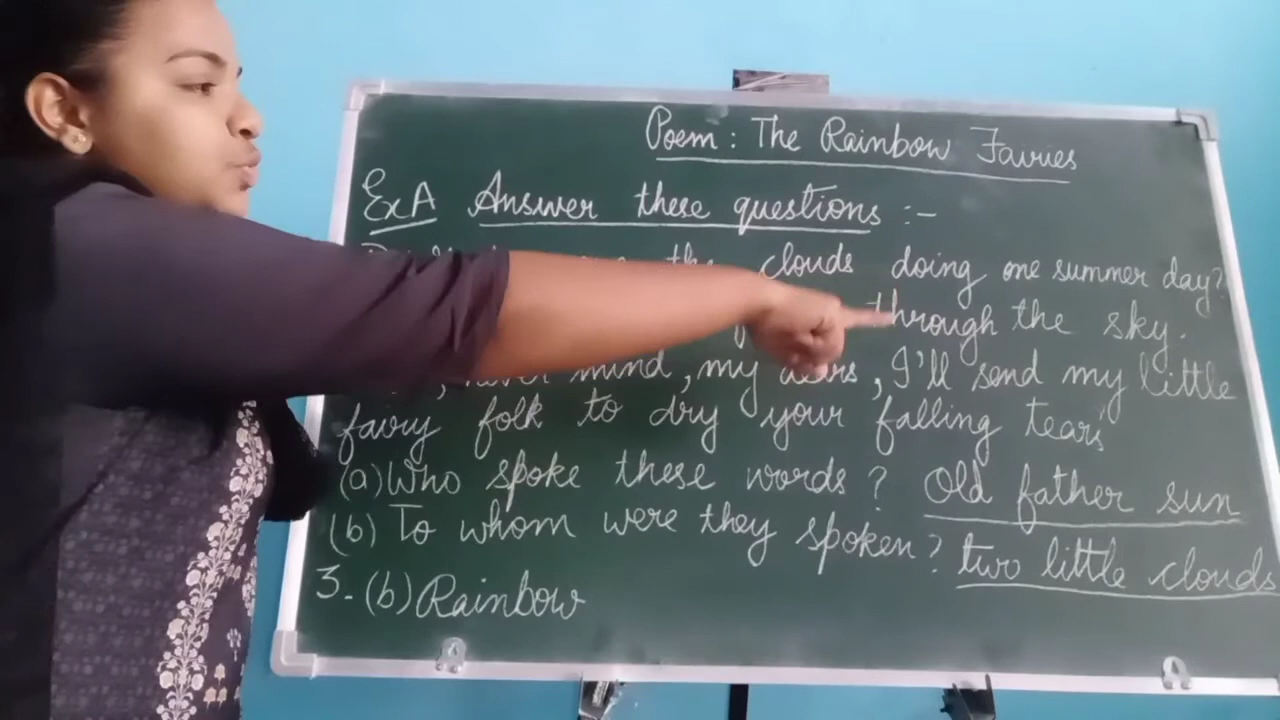 Poem : The Rainbow Fairies
Ex A Answer these questions :-
the clouds doing one summer day?
through the sky.
never mind, my dears, I'll send my little
fairy folk to dry your falling tears'
(a) Who spoke these words ? Old father sun
(b) To whom were they spoken? two little clouds
3. (b) Rainbow